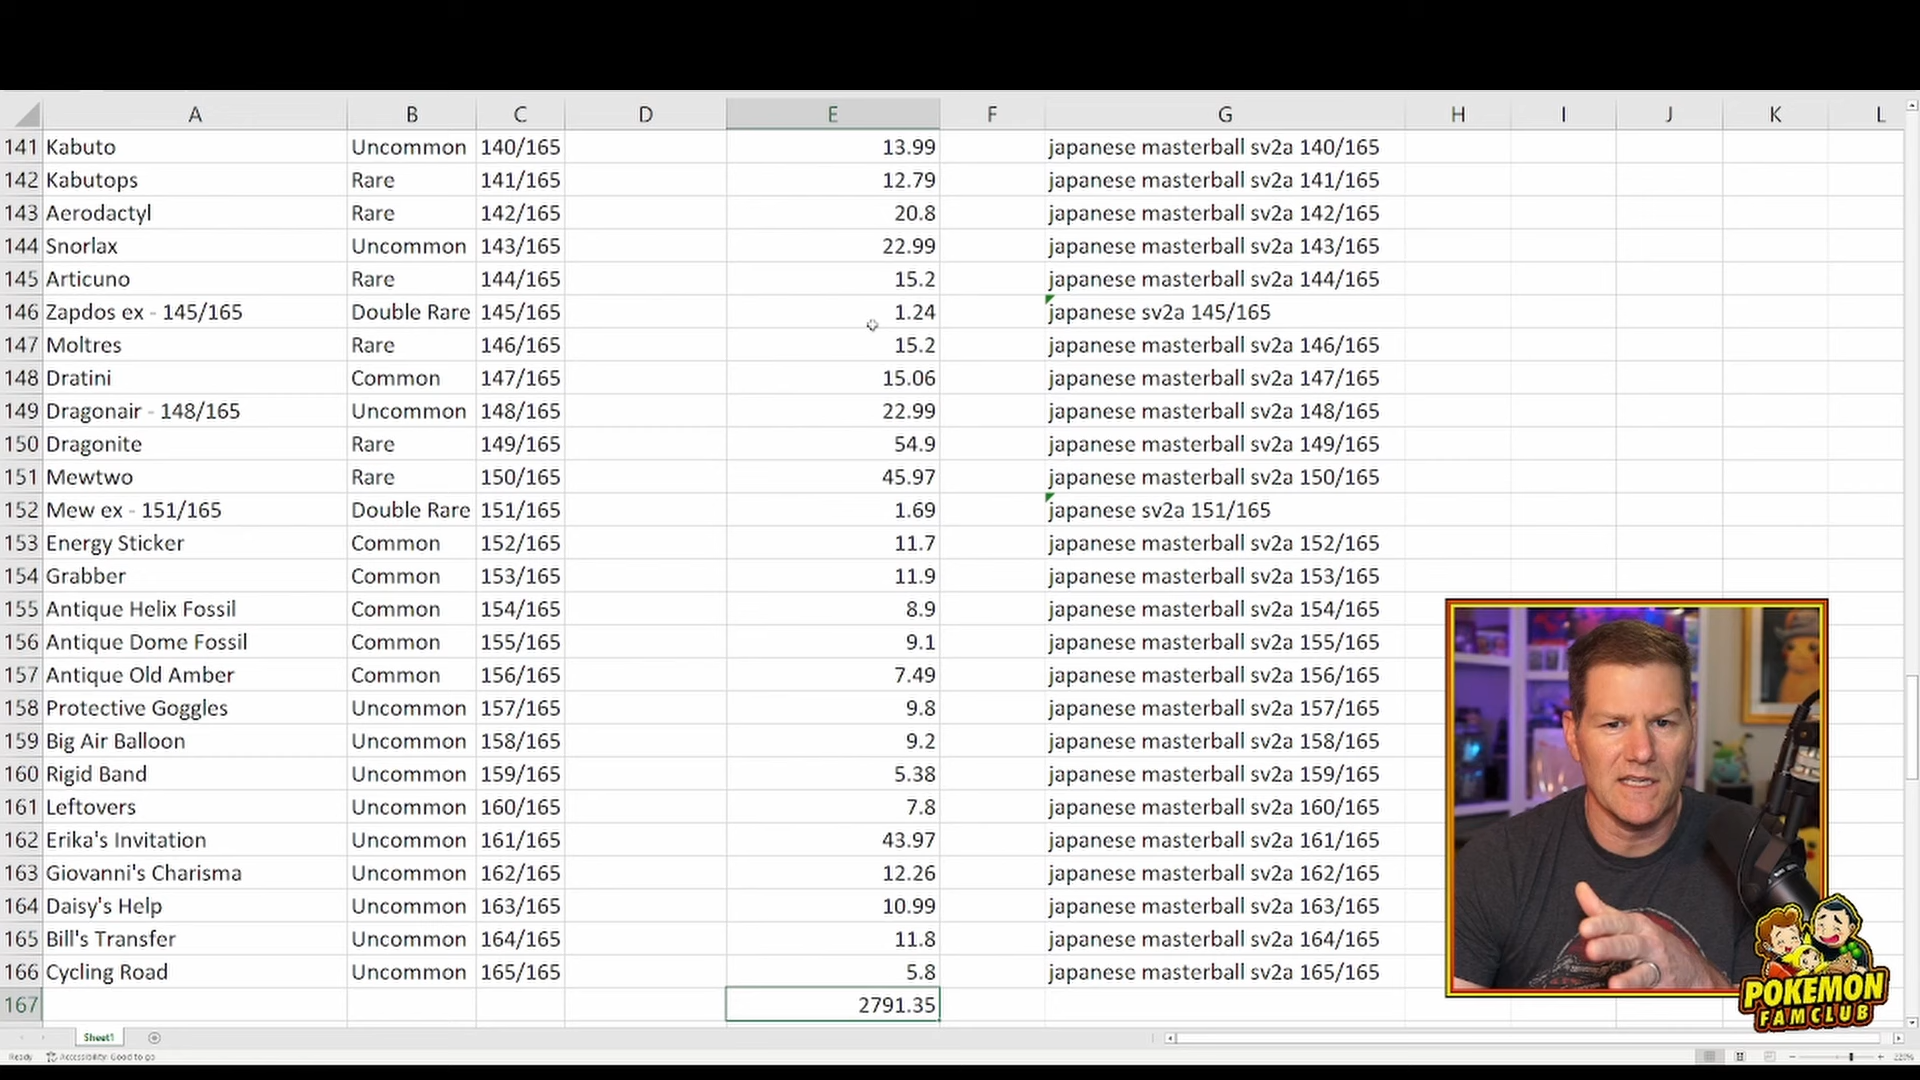 A B C D E F G H I J K L
141 Kabuto Uncommon 140/165 13.99 japanese masterball sv2a 140/165
142 Kabutops Rare 141/165 12.79 japanese masterball sv2a 141/165
143 Aerodactyl Rare 142/165 20.8 japanese masterball sv2a 142/165
144 Snorlax Uncommon 143/165 22.99 japanese masterball sv2a 143/165
145 Articuno Rare 144/165 15.2 japanese masterball sv2a 144/165
146 Zapdos ex - 145/165 Double Rare 145/165 1.24 japanese sv2a 145/165
147 Moltres Rare 146/165 15.2 japanese masterball sv2a 146/165
148 Dratini Common 147/165 15.06 japanese masterball sv2a 147/165
149 Dragonair - 148/165 Uncommon 148/165 22.99 japanese masterball sv2a 148/165
150 Dragonite Rare 149/165 54.9 japanese masterball sv2a 149/165
151 Mewtwo Rare 150/165 45.97 japanese masterball sv2a 150/165
152 Mew ex - 151/165 Double Rare 151/165 1.69 japanese sv2a 151/165
153 Energy Sticker Common 152/165 11.7 japanese masterball sv2a 152/165
154 Grabber Common 153/165 11.9 japanese masterball sv2a 153/165
155 Antique Helix Fossil Common 154/165 8.9 japanese masterball sv2a 154/165
156 Antique Dome Fossil Common 155/165 9.1 japanese masterball sv2a 155/165
157 Antique Old Amber Common 156/165 7.49 japanese masterball sv2a 156/165
158 Protective Goggles Uncommon 157/165 9.8 japanese masterball sv2a 157/165
159 Big Air Balloon Uncommon 158/165 9.2 japanese masterball sv2a 158/165
160 Rigid Band Uncommon 159/165 5.38 japanese masterball sv2a 159/165
161 Leftovers Uncommon 160/165 7.8 japanese masterball sv2a 160/165
162 Erika's Invitation Uncommon 161/165 43.97 japanese masterball sv2a 161/165
163 Giovanni's Charisma Uncommon 162/165 12.26 japanese masterball sv2a 162/165
164 Daisy's Help Uncommon 163/165 10.99 japanese masterball sv2a 163/165
165 Bill's Transfer Uncommon 164/165 11.8 japanese masterball sv2a 164/165
166 Cycling Road Uncommon 165/165 5.8 japanese masterball sv2a 165/165
167 2791.35
POKEMON
FAMCLUB
Sheet1
Ready Accessibility: Good to go 220%